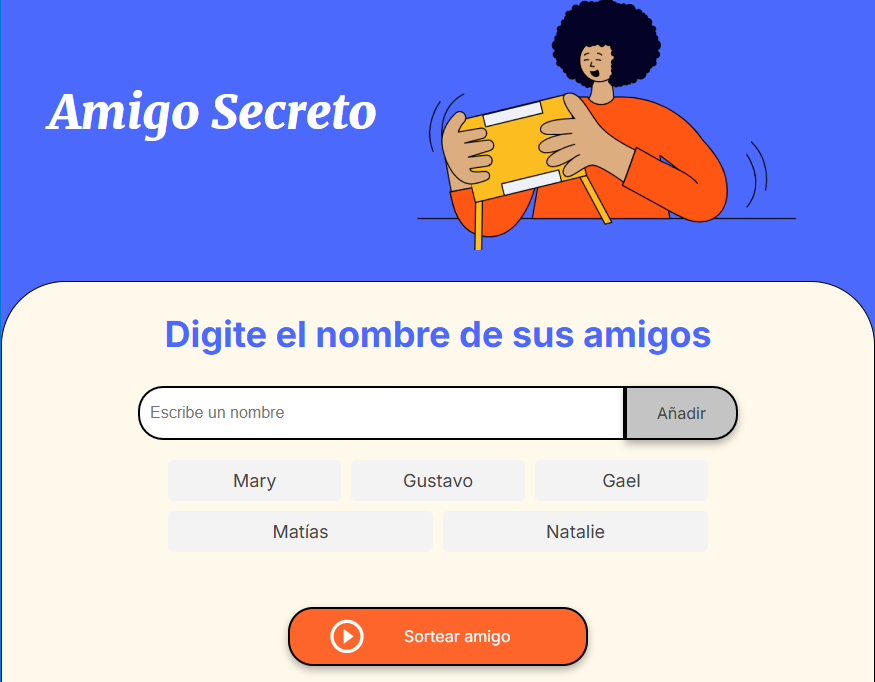 Amigo Secreto
Digite el nombre de sus amigos
Escribe un nombre Añadir
Mary Gustavo Gael
Matías Natalie
Sortear amigo